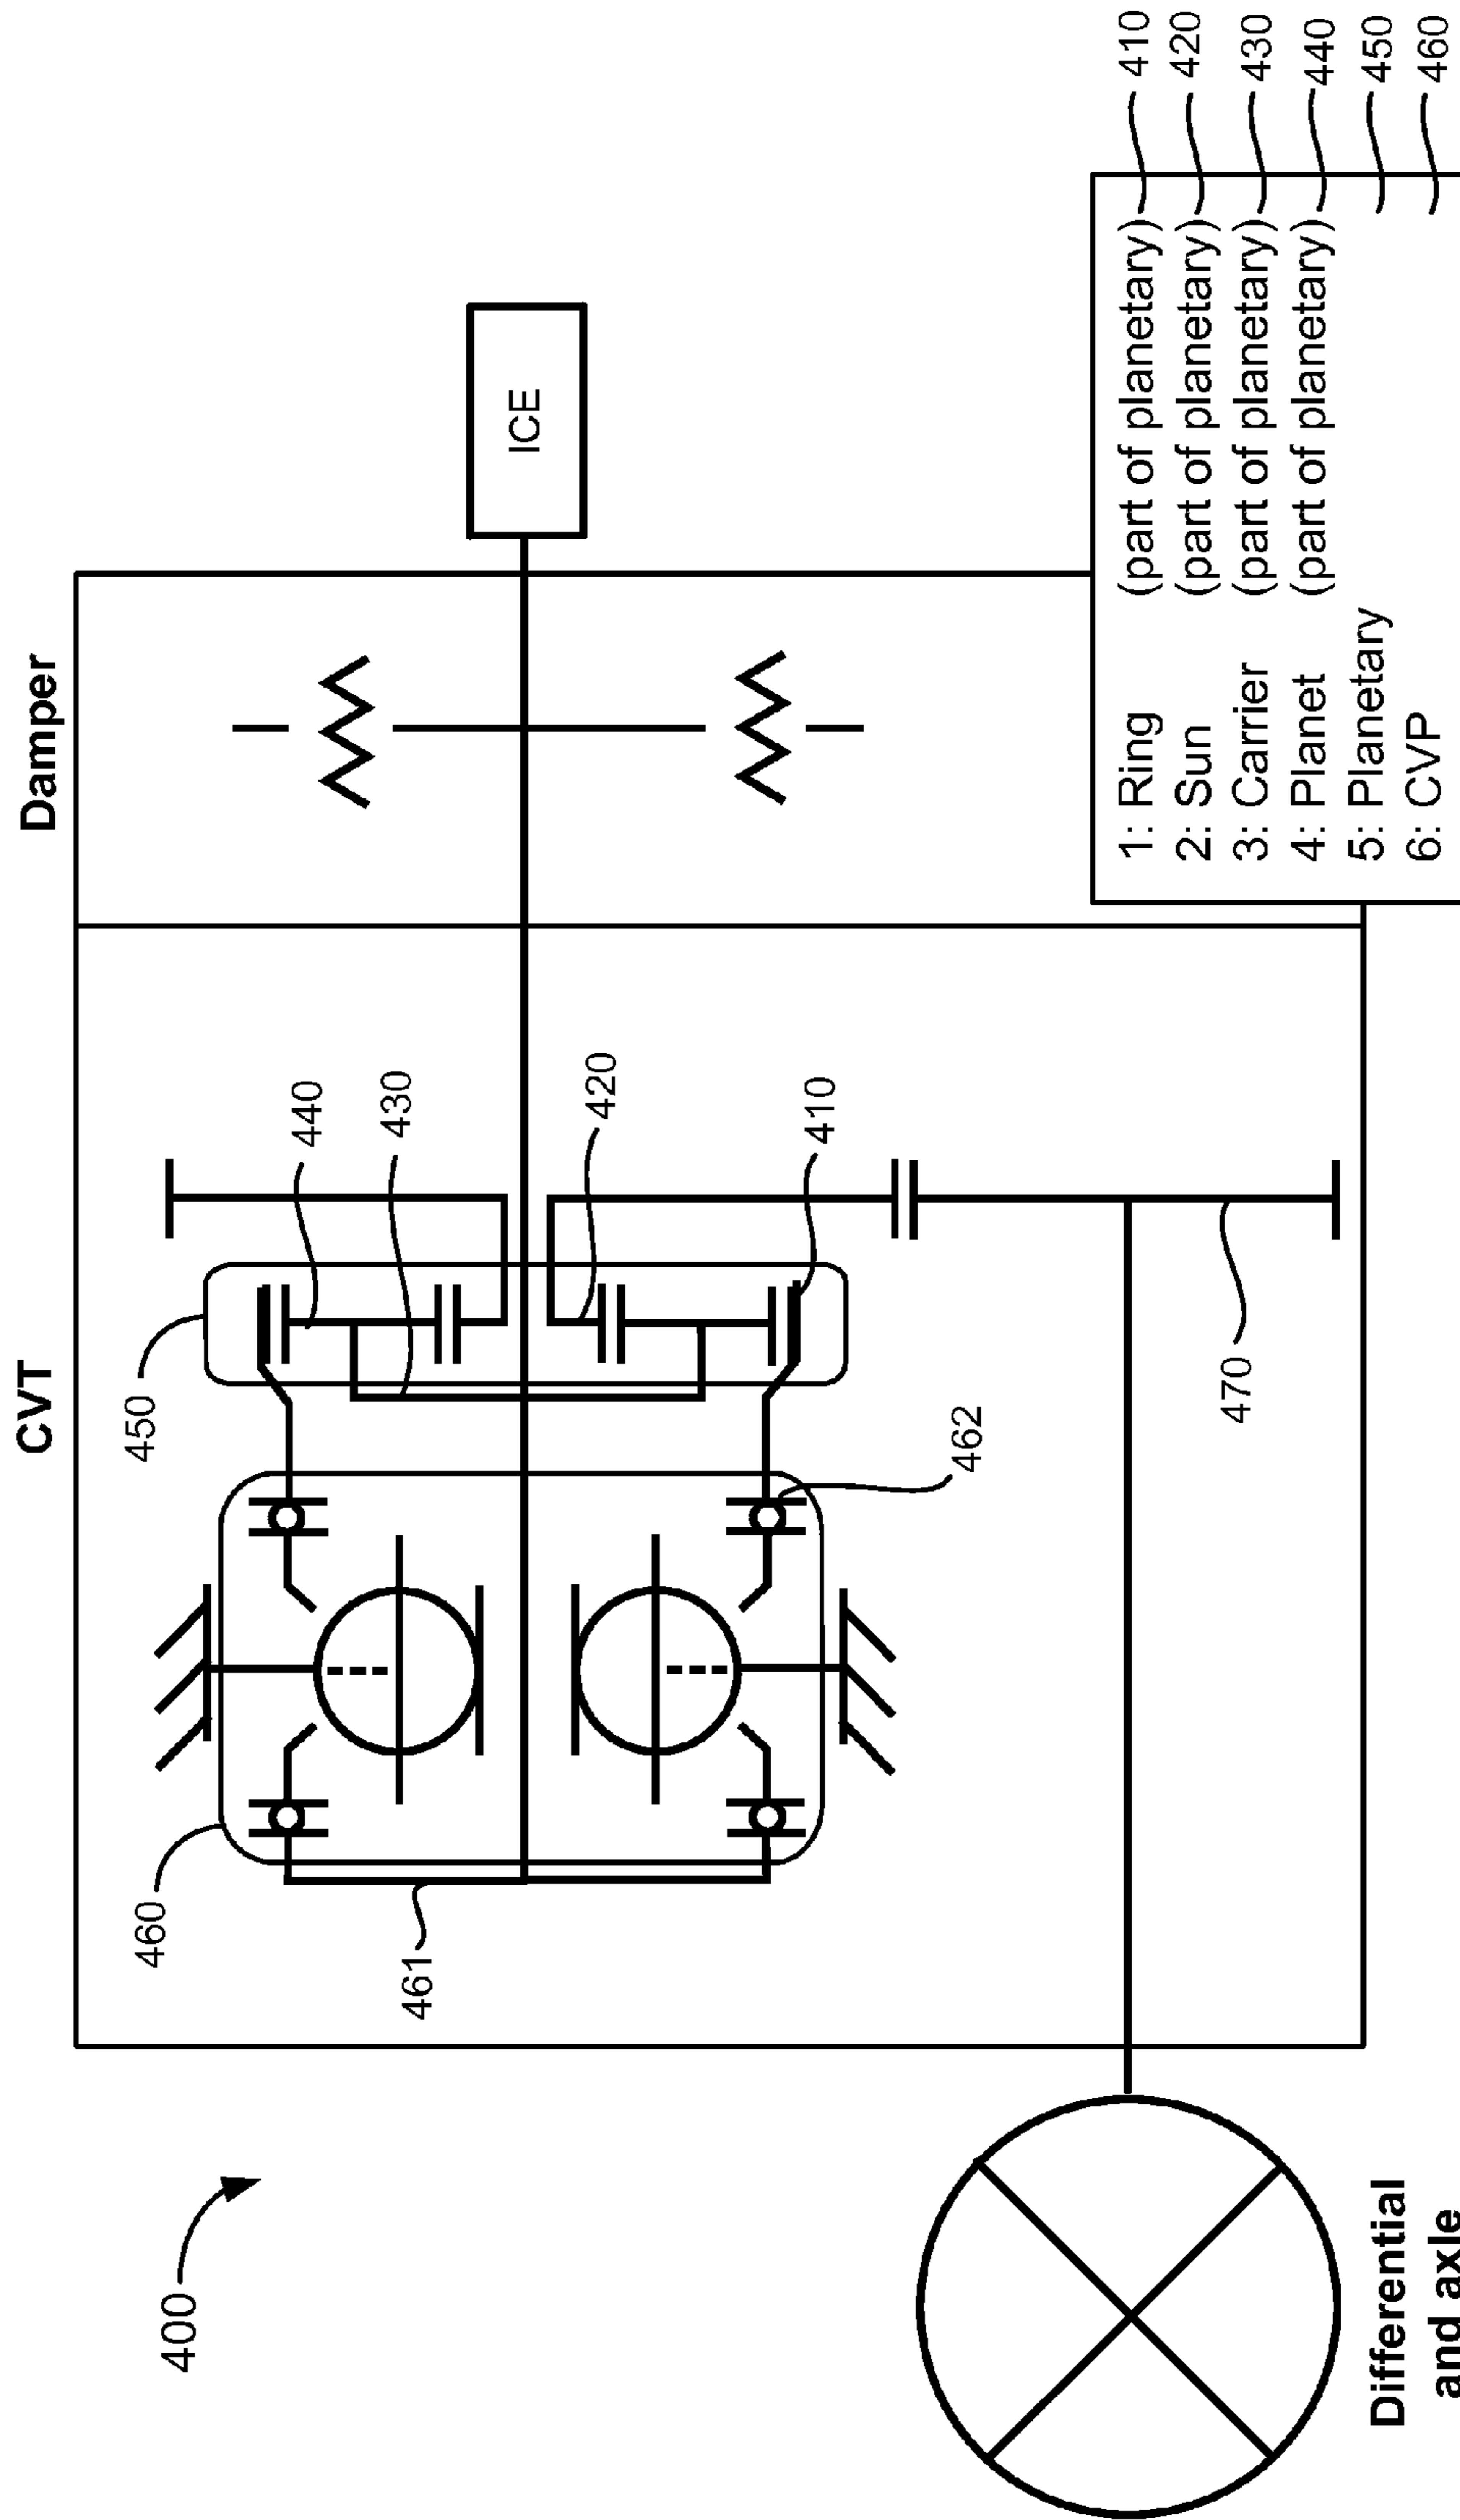 400
CVT
Damper
460
450
440
430
461
420
ICE
410
462
470
Differential
and axle
1: Ring (part of planetary) 410
2: Sun (part of planetary) 420
3: Carrier (part of planetary) 430
4: Planet (part of planetary) 440
5: Planetary 450
6: CVP 460